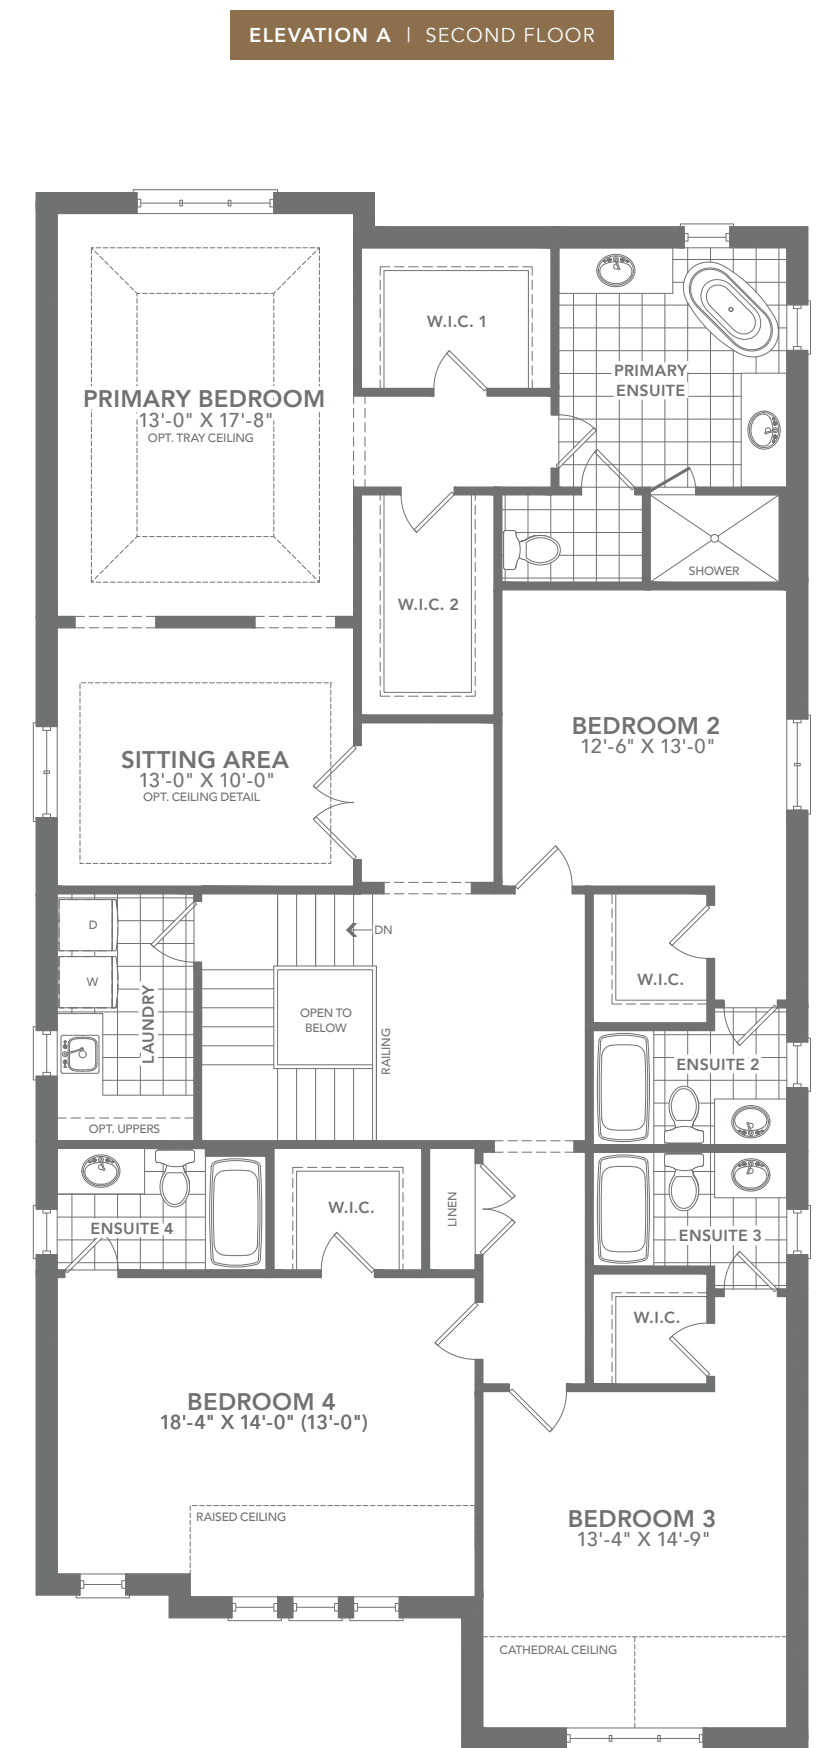 ELEVATION A | SECOND FLOOR
W.I.C. 1
PRIMARY
ENSUITE
PRIMARY BEDROOM
13'-0" X 17'-8"
OPT. TRAY CEILING
SHOWER
W.I.C. 2
BEDROOM 2
12'-6" X 13'-0"
SITTING AREA
13'-0" X 10'-0"
OPT. CEILING DETAIL
D
DN
W
W.I.C.
LAUNDRY
OPEN TO
BELOW
RAILING
ENSUITE 2
OPT. UPPERS
W.I.C.
LINEN
ENSUITE 4
ENSUITE 3
W.I.C.
BEDROOM 4
18'-4" X 14'-0" (13'-0")
RAISED CEILING
BEDROOM 3
13'-4" X 14'-9"
CATHEDRAL CEILING